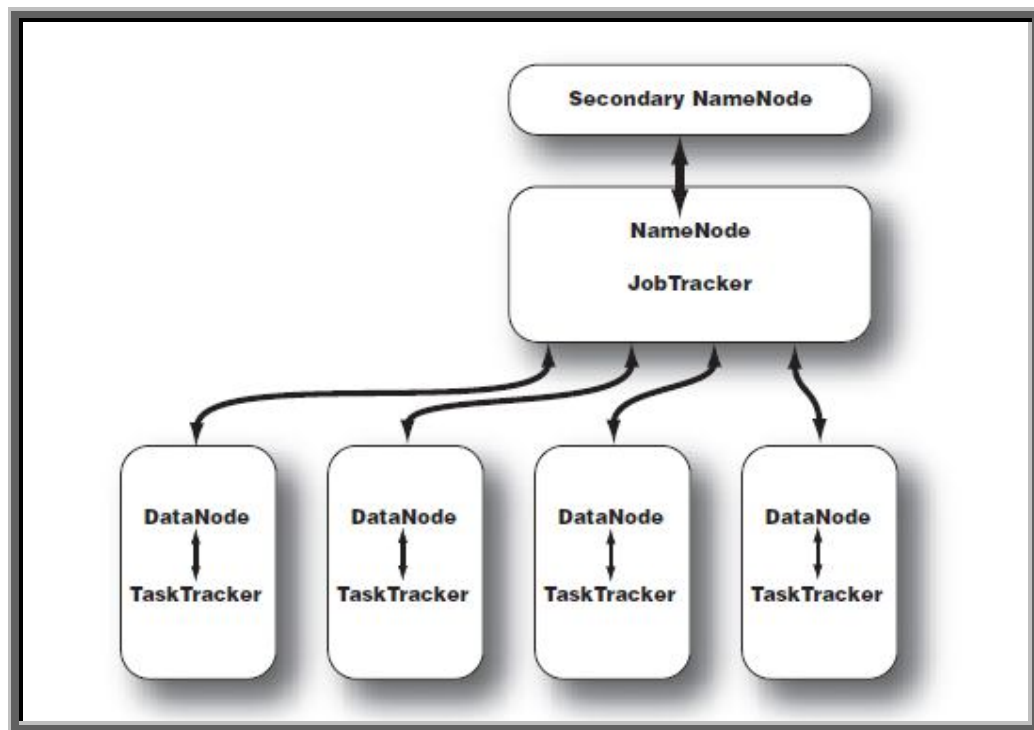 Secondary NameNode
NameNode
JobTracker
DataNode
TaskTracker
DataNode
TaskTracker
DataNode
TaskTracker
DataNode
TaskTracker